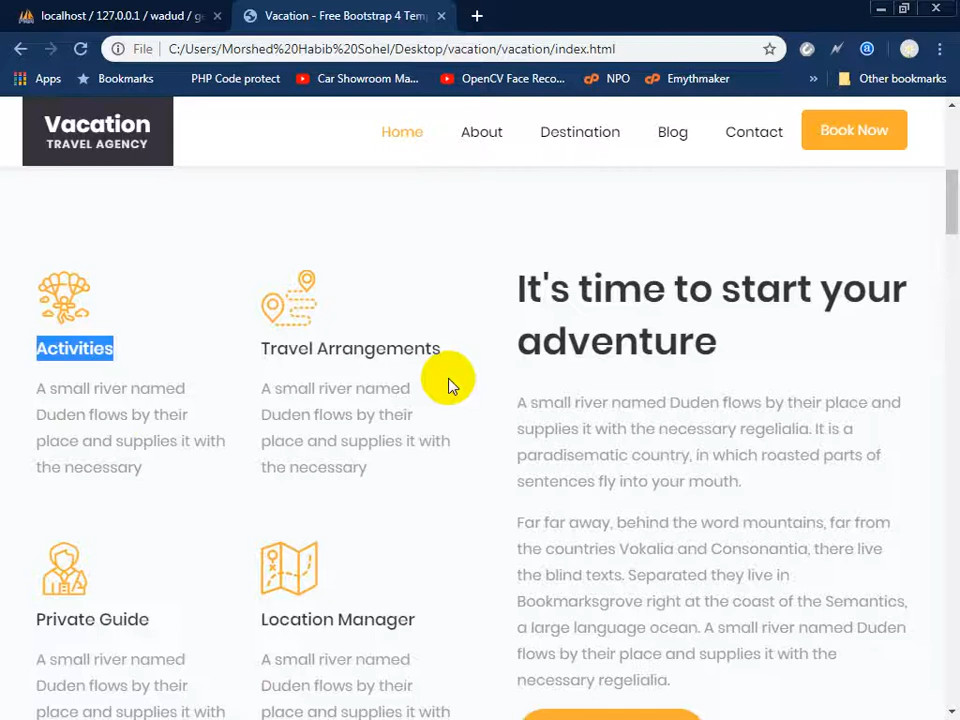 localhost / 127.0.0.1 / wadud / ge
Vacation - Free Bootstrap 4 Temp
File
C:/Users/Morshed%20Habib%20Sohel/Desktop/vacation/vacation/index.html
Apps
Bookmarks
PHP Code protect
Car Showroom Ma...
OpenCV Face Reco...
NPO
Emythmaker
»
Other bookmarks
Vacation
TRAVEL AGENCY
Home
About
Destination
Blog
Contact
Book Now
Activities
A small river named
Duden flows by their
place and supplies it with
the necessary
Travel Arrangements
A small river named
Duden flows by their
place and supplies it with
the necessary
Private Guide
A small river named
Duden flows by their
place and supplies it with
Location Manager
A small river named
Duden flows by their
place and supplies it with
It's time to start your
adventure
A small river named Duden flows by their place and
supplies it with the necessary regelialia. It is a
paradisematic country, in which roasted parts of
sentences fly into your mouth.
Far far away, behind the word mountains, far from
the countries Vokalia and Consonantia, there live
the blind texts. Separated they live in
Bookmarksgrove right at the coast of the Semantics,
a large language ocean. A small river named Duden
flows by their place and supplies it with the
necessary regelialia.